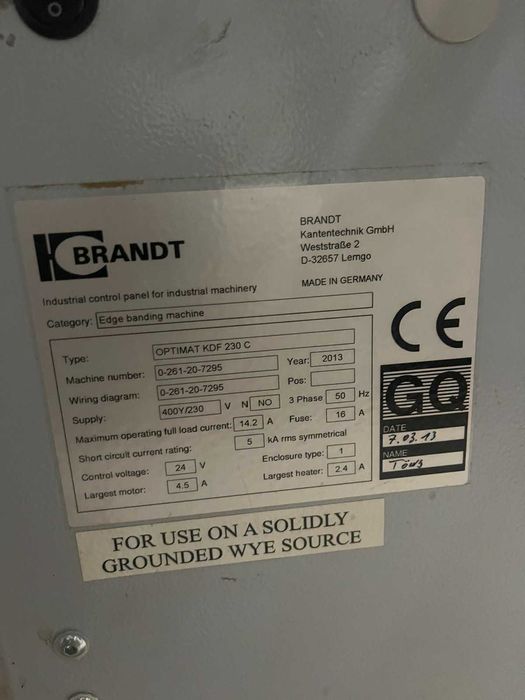 BRANDT
BRANDT
Kantentechnik GmbH
Weststraße 2
D-32657 Lemgo
Industrial control panel for industrial machinery
MADE IN GERMANY
Category: Edge banding machine
Type: OPTIMAT KDF 230 C
Machine number: 0-261-20-7295 Year: 2013
Wiring diagram: 0-261-20-7295 Pos:
Supply: 400Y/230 V N NO 3 Phase 50 Hz
Maximum operating full load current: 14.2 A Fuse: 16 A
Short circuit current rating: 5 kA rms symmetrical
Control voltage: 24 V Enclosure type: 1
Largest motor: 4.5 A Largest heater: 2.4 A
CE
GQ
DATE
7.03.13
NAME
FOR USE ON A SOLIDLY
GROUNDED WYE SOURCE